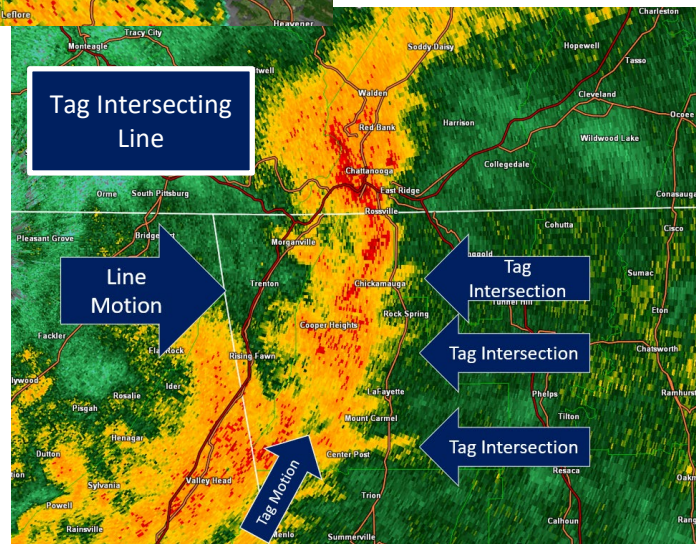 Leflore
Heavener
Charleston
Tracy City
Monteagle
Soddy Daisy
Hopewell
Tasso
Walden
Cleveland
Tag Intersecting
Line
Ocoee
Red Bank
Harrison
Wildwood Lake
Collegedale
Chattanooga
East Ridge
Orme
South Pittsburg
Conasauga
Rossville
Cohutta
Cisco
Pleasant Grove
Morganville
Line
Motion
Trenton
Chickamauga
Tag
Intersection
Sumac
Tunnel Hill
Rock Spring
Eton
Cooper Heights
Fackler
Rising Fawn
Tag Intersection
Chatsworth
Ider
Rosalie
LaFayette
Phelps
Pisgah
Mount Carmel
Tilton
Henagar
Dutton
Center Post
Tag Intersection
Resaca
Valley Head
Sylvania
Tag Motion
Trion
Powell
Calhoun
Rainsville
Summerville